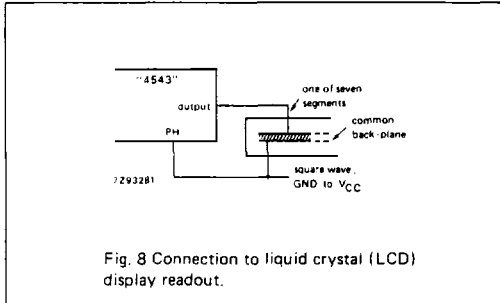 "4543"
output
PH
one of seven
segments
common
back-plane
square wave,
GND to VCC
7Z93281
Fig. 8 Connection to liquid crystal (LCD)
display readout.